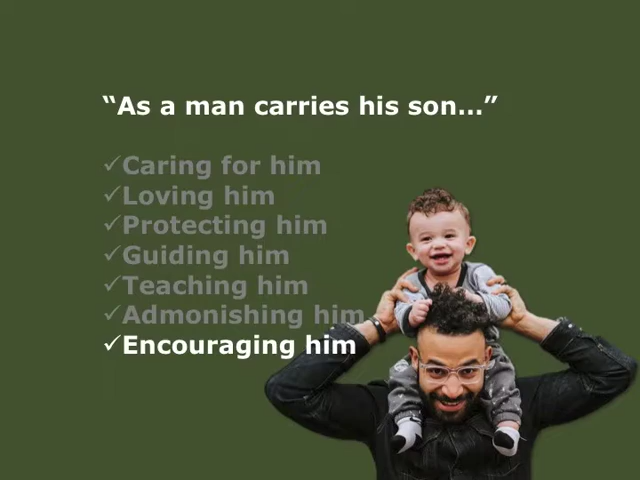 “As a man carries his son…”
✓Caring for him
✓Loving him
✓Protecting him
✓Guiding him
✓Teaching him
✓Admonishing him
✓Encouraging him